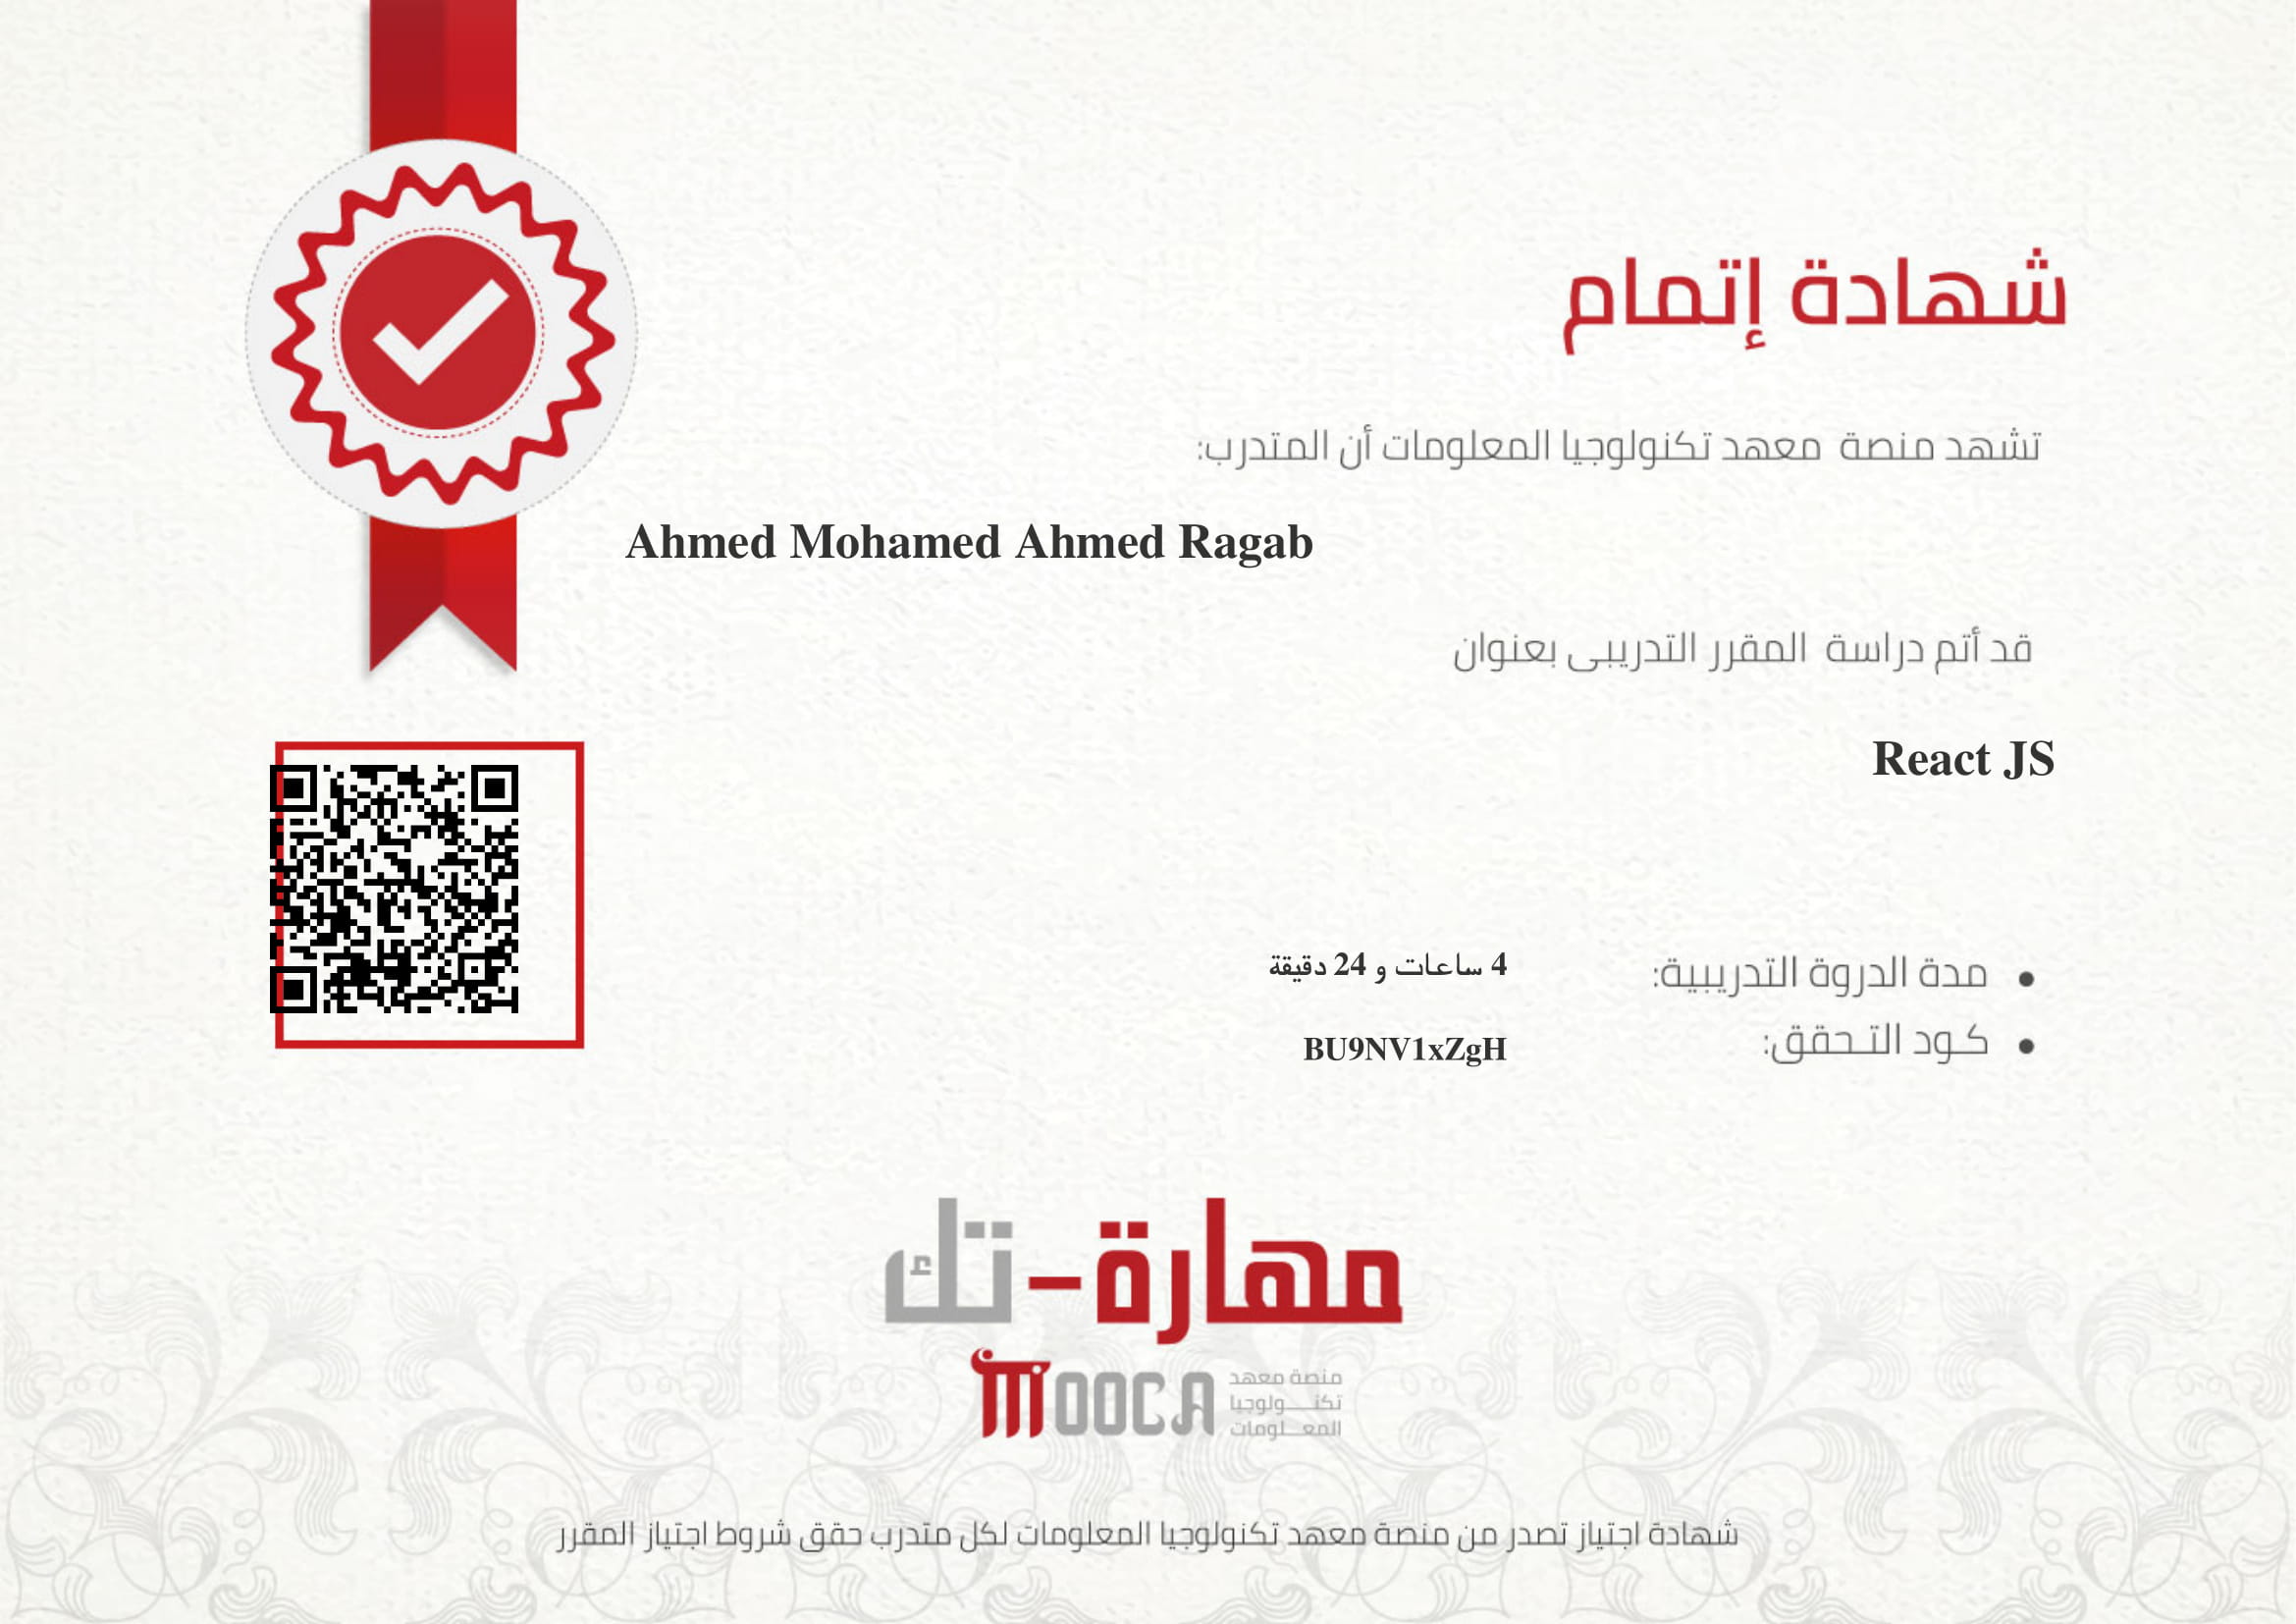 شهادة إتمام
تشهد منصة معهد تكنولوجيا المعلومات أن المتدرب:
Ahmed Mohamed Ahmed Ragab
قد أتم دراسة المقرر التدريبى بعنوان
React JS
• مدة الدروة التدريبية: 4 ساعات و 24 دقيقة
• كود التحقق: BU9NV1xZgH
مهارة-تك
MOOCA
منصة معهد
تكنولوجيا
المعلومات
شهادة اجتياز تصدر من منصة معهد تكنولوجيا المعلومات لكل متدرب حقق شروط اجتياز المقرر